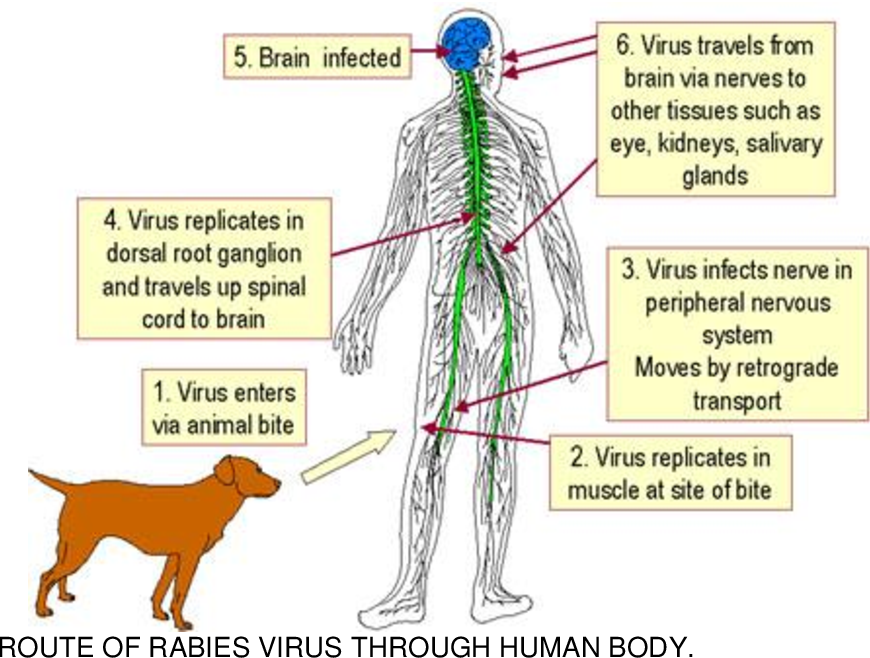 5. Brain infected
6. Virus travels from
brain via nerves to
other tissues such as
eye, kidneys, salivary
glands
4. Virus replicates in
dorsal root ganglion
and travels up spinal
cord to brain
3. Virus infects nerve in
peripheral nervous
system
Moves by retrograde
transport
1. Virus enters
via animal bite
2. Virus replicates in
muscle at site of bite
ROUTE OF RABIES VIRUS THROUGH HUMAN BODY.